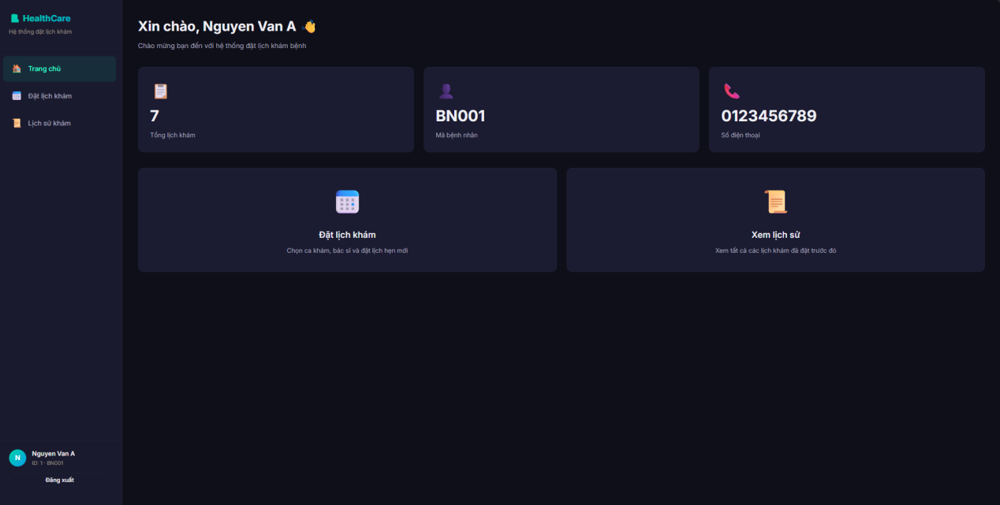 HealthCare
Hệ thống đặt lịch khám
Trang chủ
Đặt lịch khám
Lịch sử khám
Nguyen Van A
N
ID: 1 · BN001
Đăng xuất
Xin chào, Nguyen Van A 👋
Chào mừng bạn đến với hệ thống đặt lịch khám bệnh
7
Tổng lịch khám
BN001
Mã bệnh nhân
0123456789
Số điện thoại
Đặt lịch khám
Chọn ca khám, bác sĩ và đặt lịch hẹn mới
Xem lịch sử
Xem tất cả các lịch khám đã đặt trước đó